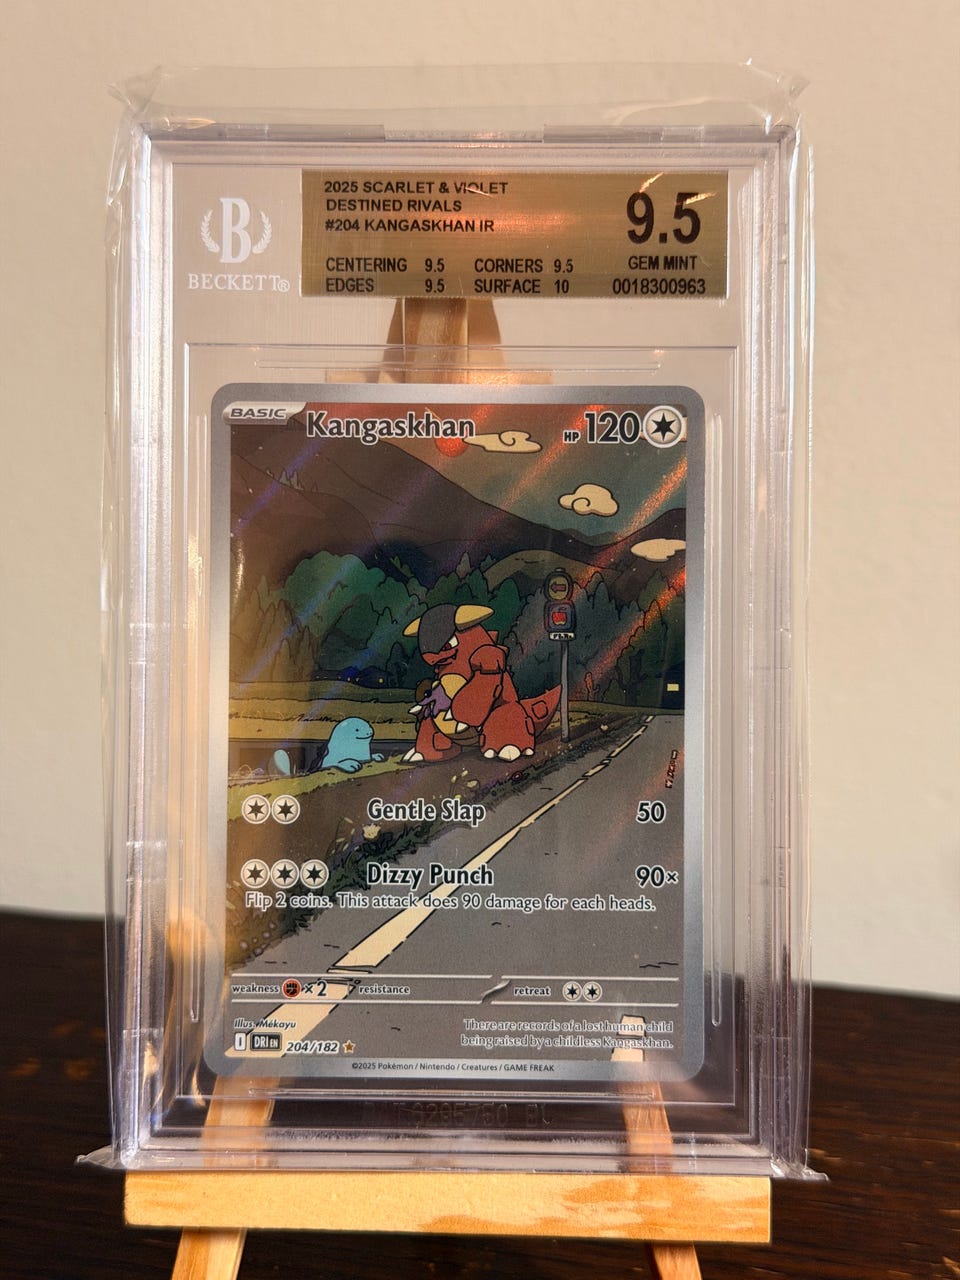 2025 SCARLET & VIOLET
DESTINED RIVALS
#204 KANGASKHAN IR
9.5
B
BECKETT®
CENTERING 9.5 CORNERS 9.5
GEM MINT
EDGES 9.5 SURFACE 10
0018300963
BASIC Kangaskhan HP 120
Gentle Slap 50
Dizzy Punch 90×
Flip 2 coins. This attack does 90 damage for each heads.
weakness ×2 resistance retreat
Illus. Mékayu
There are records of a lost human child
being raised by a childless Kangaskhan.
I DRI EN 204/182
©2025 Pokémon / Nintendo / Creatures / GAME FREAK